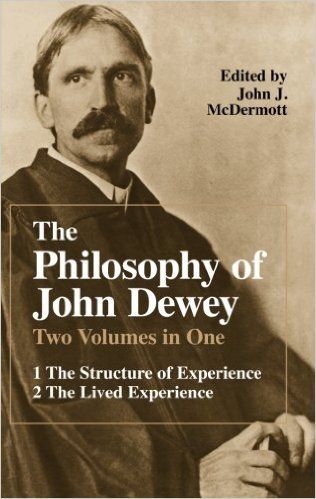 Edited by
John J.
McDermott
The
Philosophy of
John Dewey
Two Volumes in One
1 The Structure of Experience
2 The Lived Experience